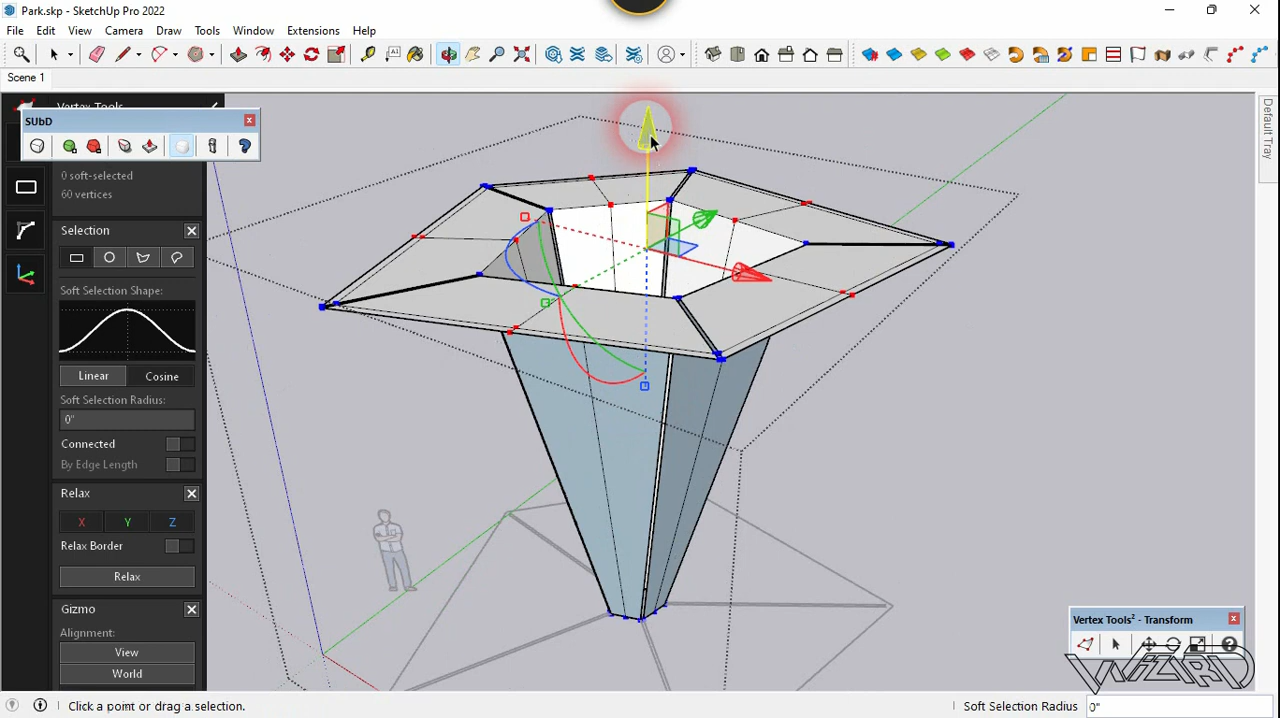 Park.skp - SketchUp Pro 2022
File Edit View Camera Draw Tools Window Extensions Help
Scene 1
Vertex Tools
SUbD
0 soft-selected
60 vertices
Selection
Soft Selection Shape:
Linear Cosine
Soft Selection Radius:
0"
Connected
By Edge Length
Relax
X Y Z
Relax Border
Relax
Gizmo
Alignment:
View
World
Default Tray
Vertex Tools² - Transform
WIZARD
Click a point or drag a selection.
Soft Selection Radius 0"